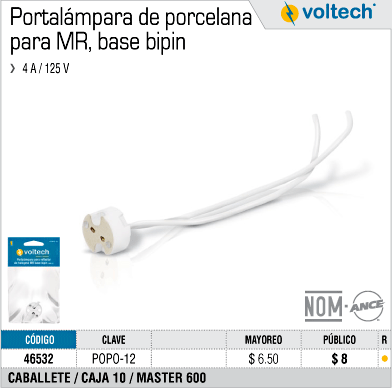 Portalámpara de porcelana
para MR, base bipin
voltech
4 A / 125 V
voltech
NOM-ANCE
CÓDIGO CLAVE MAYOREO PÚBLICO R
46532 POPO-12 $ 6.50 $ 8
CABALLETE / CAJA 10 / MASTER 600